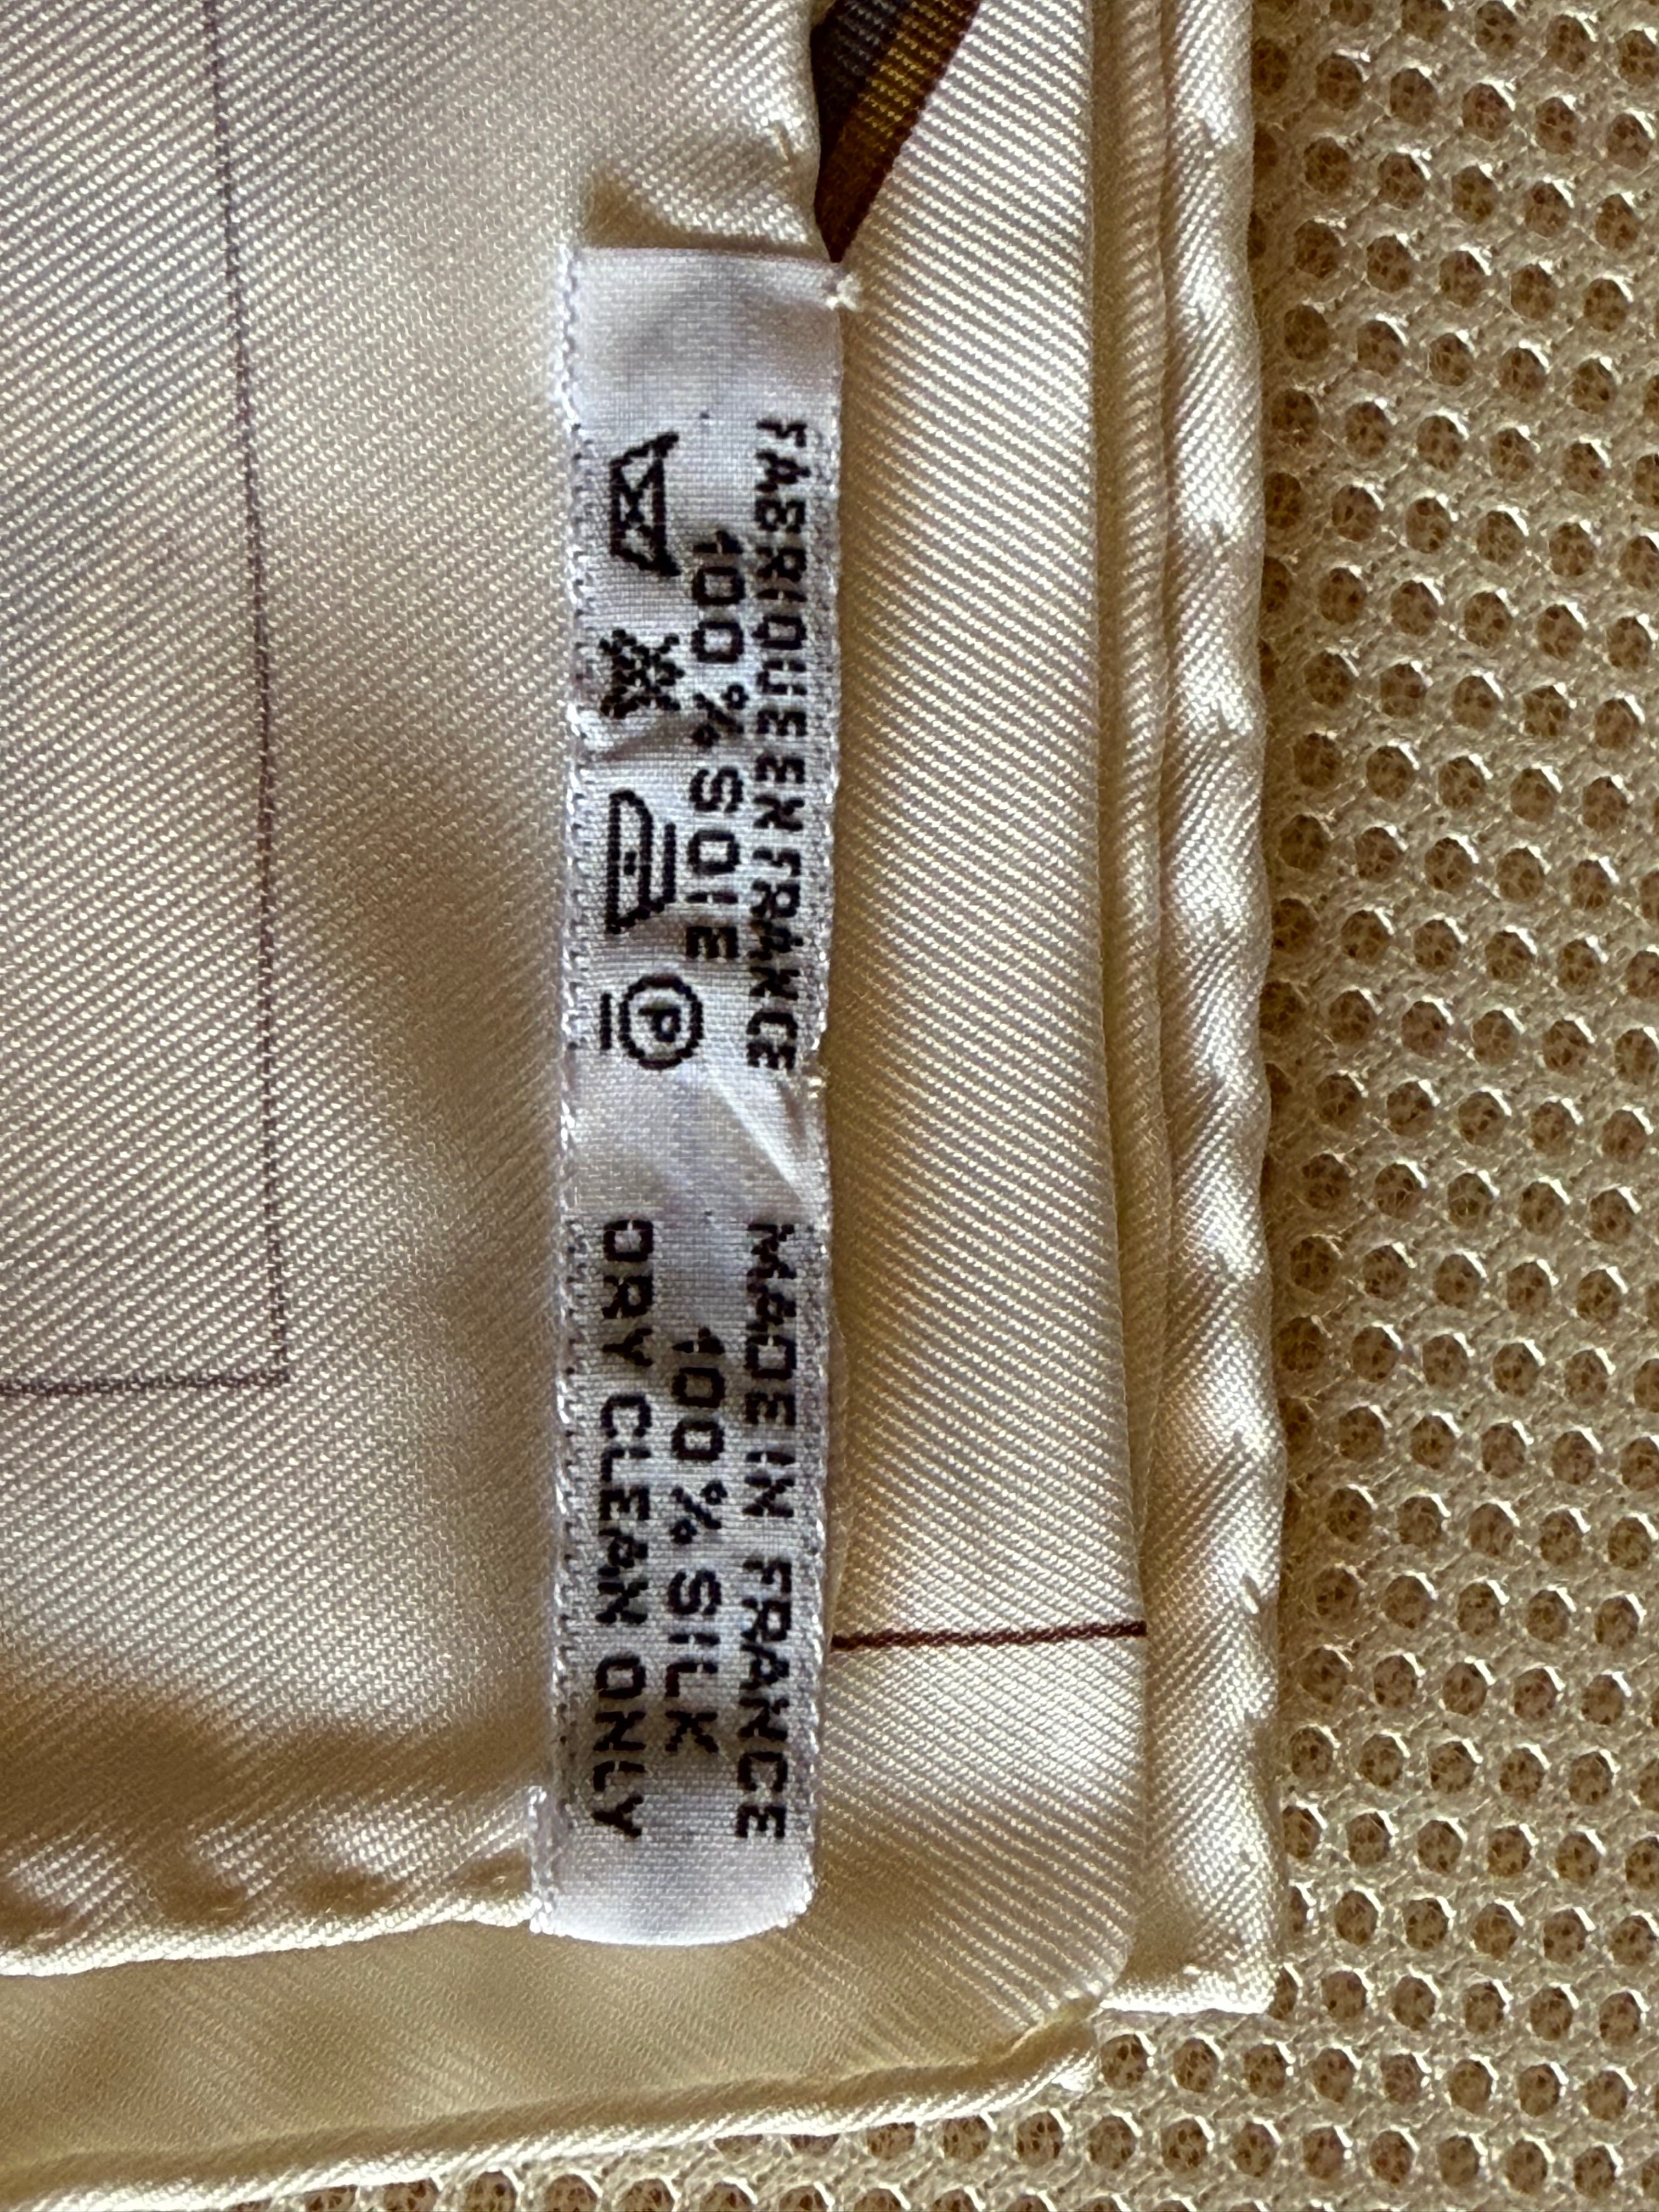 FABRIQUE EN FRANCE
100% SOIE
P
MADE IN FRANCE
100% SILK
DRY CLEAN ONLY